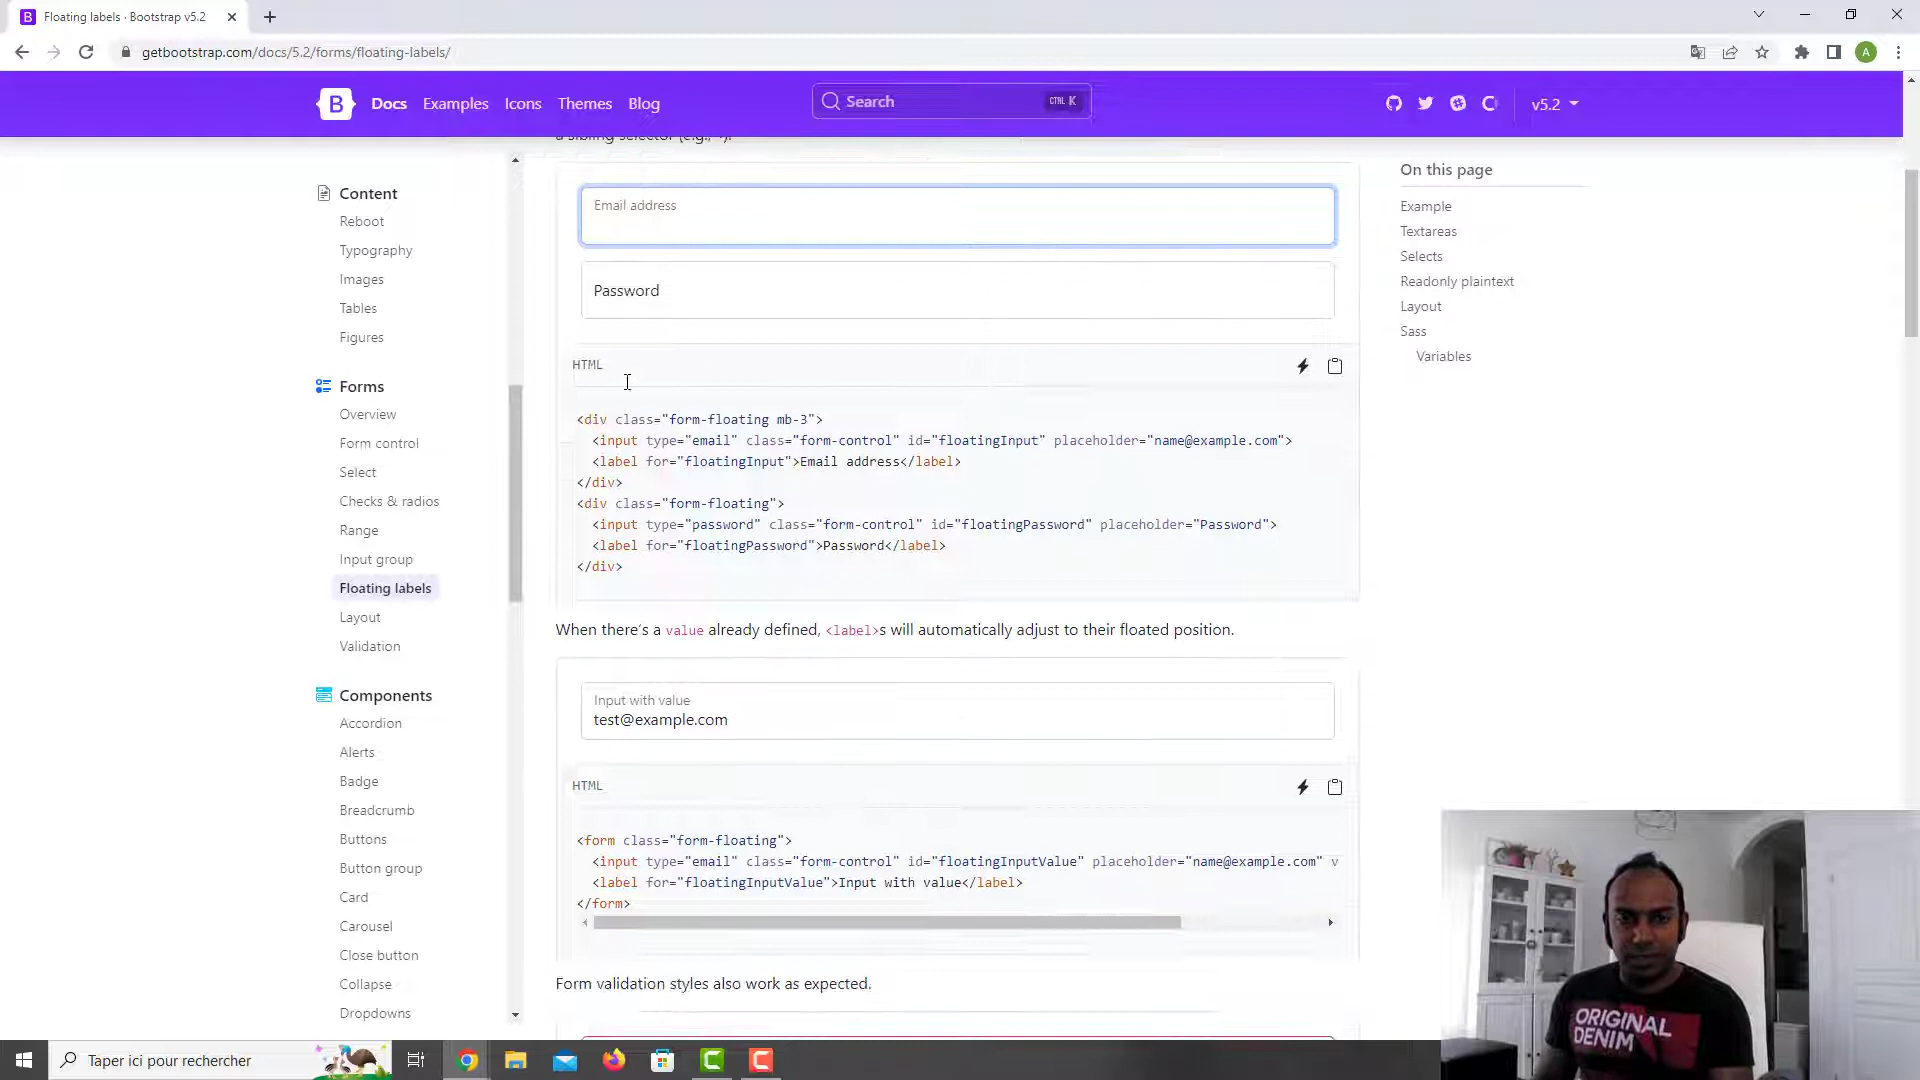 Floating labels · Bootstrap v5.2
getbootstrap.com/docs/5.2/forms/floating-labels/
A
B
Docs
Examples
Icons
Themes
Blog
Search
CTRL K
v5.2
a sibling selector (e.g., ~).
Content
Reboot
Typography
Images
Tables
Figures
Forms
Overview
Form control
Select
Checks & radios
Range
Input group
Floating labels
Layout
Validation
Components
Accordion
Alerts
Badge
Breadcrumb
Buttons
Button group
Card
Carousel
Close button
Collapse
Dropdowns
Email address
Password
HTML
<div class="form-floating mb-3">
<input type="email" class="form-control" id="floatingInput" placeholder="name@example.com">
<label for="floatingInput">Email address</label>
</div>
<div class="form-floating">
<input type="password" class="form-control" id="floatingPassword" placeholder="Password">
<label for="floatingPassword">Password</label>
</div>
When there's a value already defined, <label>s will automatically adjust to their floated position.
Input with value
test@example.com
HTML
<form class="form-floating">
<input type="email" class="form-control" id="floatingInputValue" placeholder="name@example.com" v
<label for="floatingInputValue">Input with value</label>
</form>
Form validation styles also work as expected.
On this page
Example
Textareas
Selects
Readonly plaintext
Layout
Sass
Variables
ORIGINAL
DENIM
Taper ici pour rechercher